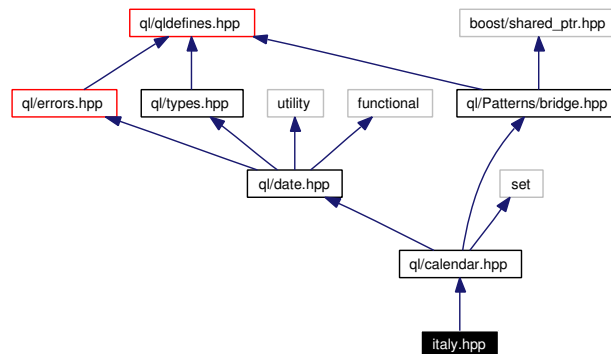 ql/qldefines.hpp
boost/shared_ptr.hpp
ql/errors.hpp
ql/types.hpp
utility
functional
ql/Patterns/bridge.hpp
ql/date.hpp
set
ql/calendar.hpp
italy.hpp